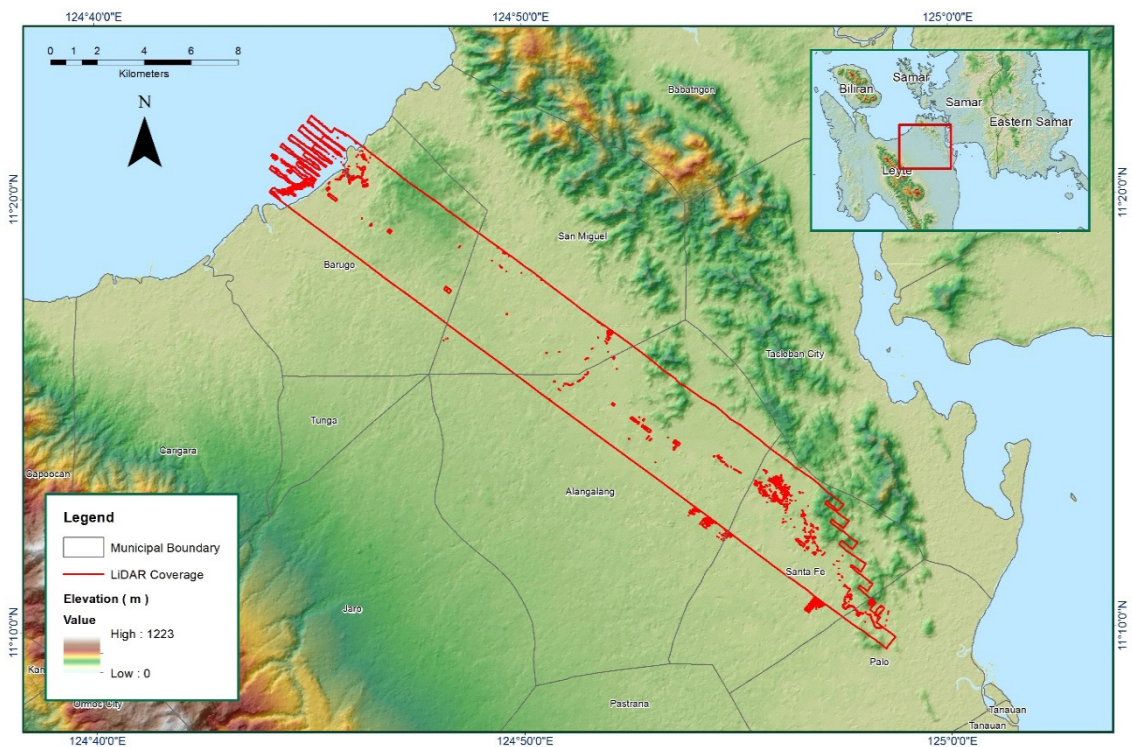 124°40'0"E
124°50'0"E
125°0'0"E
0 1 2 4 6 8
Kilometers
N
11°20'0"N
11°20'0"N
11°10'0"N
11°10'0"N
Babatngon
San Miguel
Barugo
Tacloban City
Tunga
Carigara
Capoocan
Alangalang
Santa Fe
Jaro
Palo
Pastrana
Ormoc City
Tanauan
Tanauan
Biliran
Samar
Samar
Eastern Samar
Leyte
Legend
Municipal Boundary
LiDAR Coverage
Elevation ( m )
Value
High : 1223
Low : 0
124°40'0"E
124°50'0"E
125°0'0"E